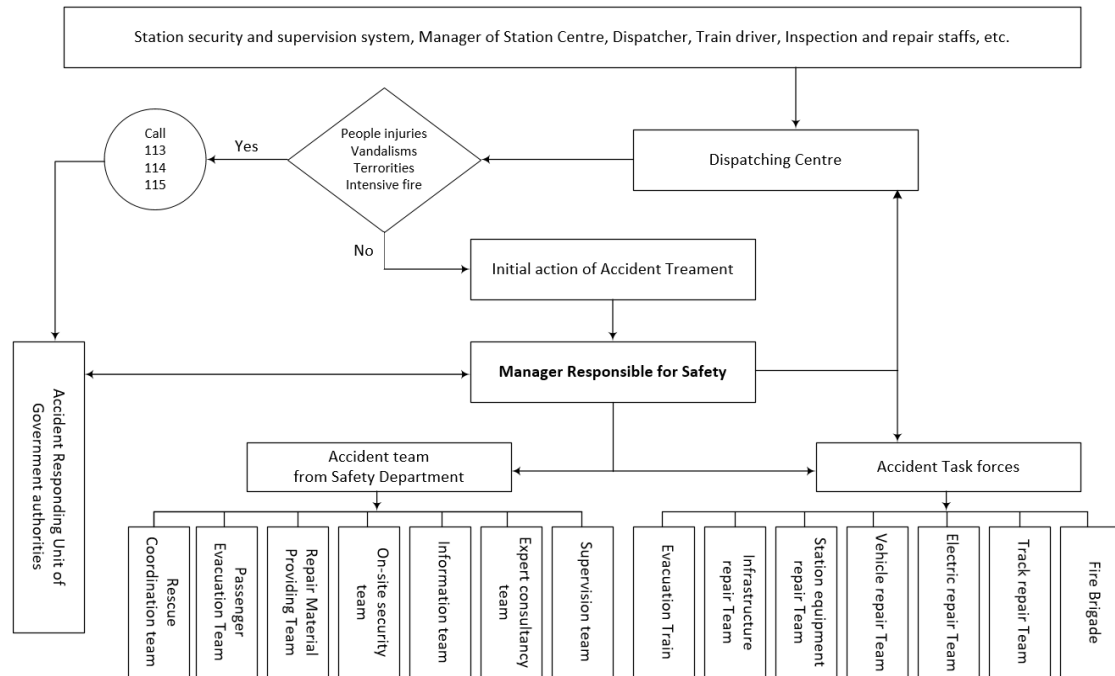 Station security and supervision system, Manager of Station Centre, Dispatcher, Train driver, Inspection and repair staffs, etc.
Call
113
114
115
Yes
People injuries
Vandalisms
Terrorities
Intensive fire
Dispatching Centre
No
Initial action of Accident Treament
Manager Responsible for Safety
Accident Responding Unit of
Government authorities
Accident team
from Safety Department
Accident Task forces
Rescue
Coordination team
Passenger
Evacuation Team
Repair Material
Providing Team
On-site security
team
Information team
Expert consultancy
team
Supervision team
Evacuation Train
Infrastructure
repair Team
Station equipment
repair Team
Vehicle repair Team
Electric repair Team
Track repair Team
Fire Brigade